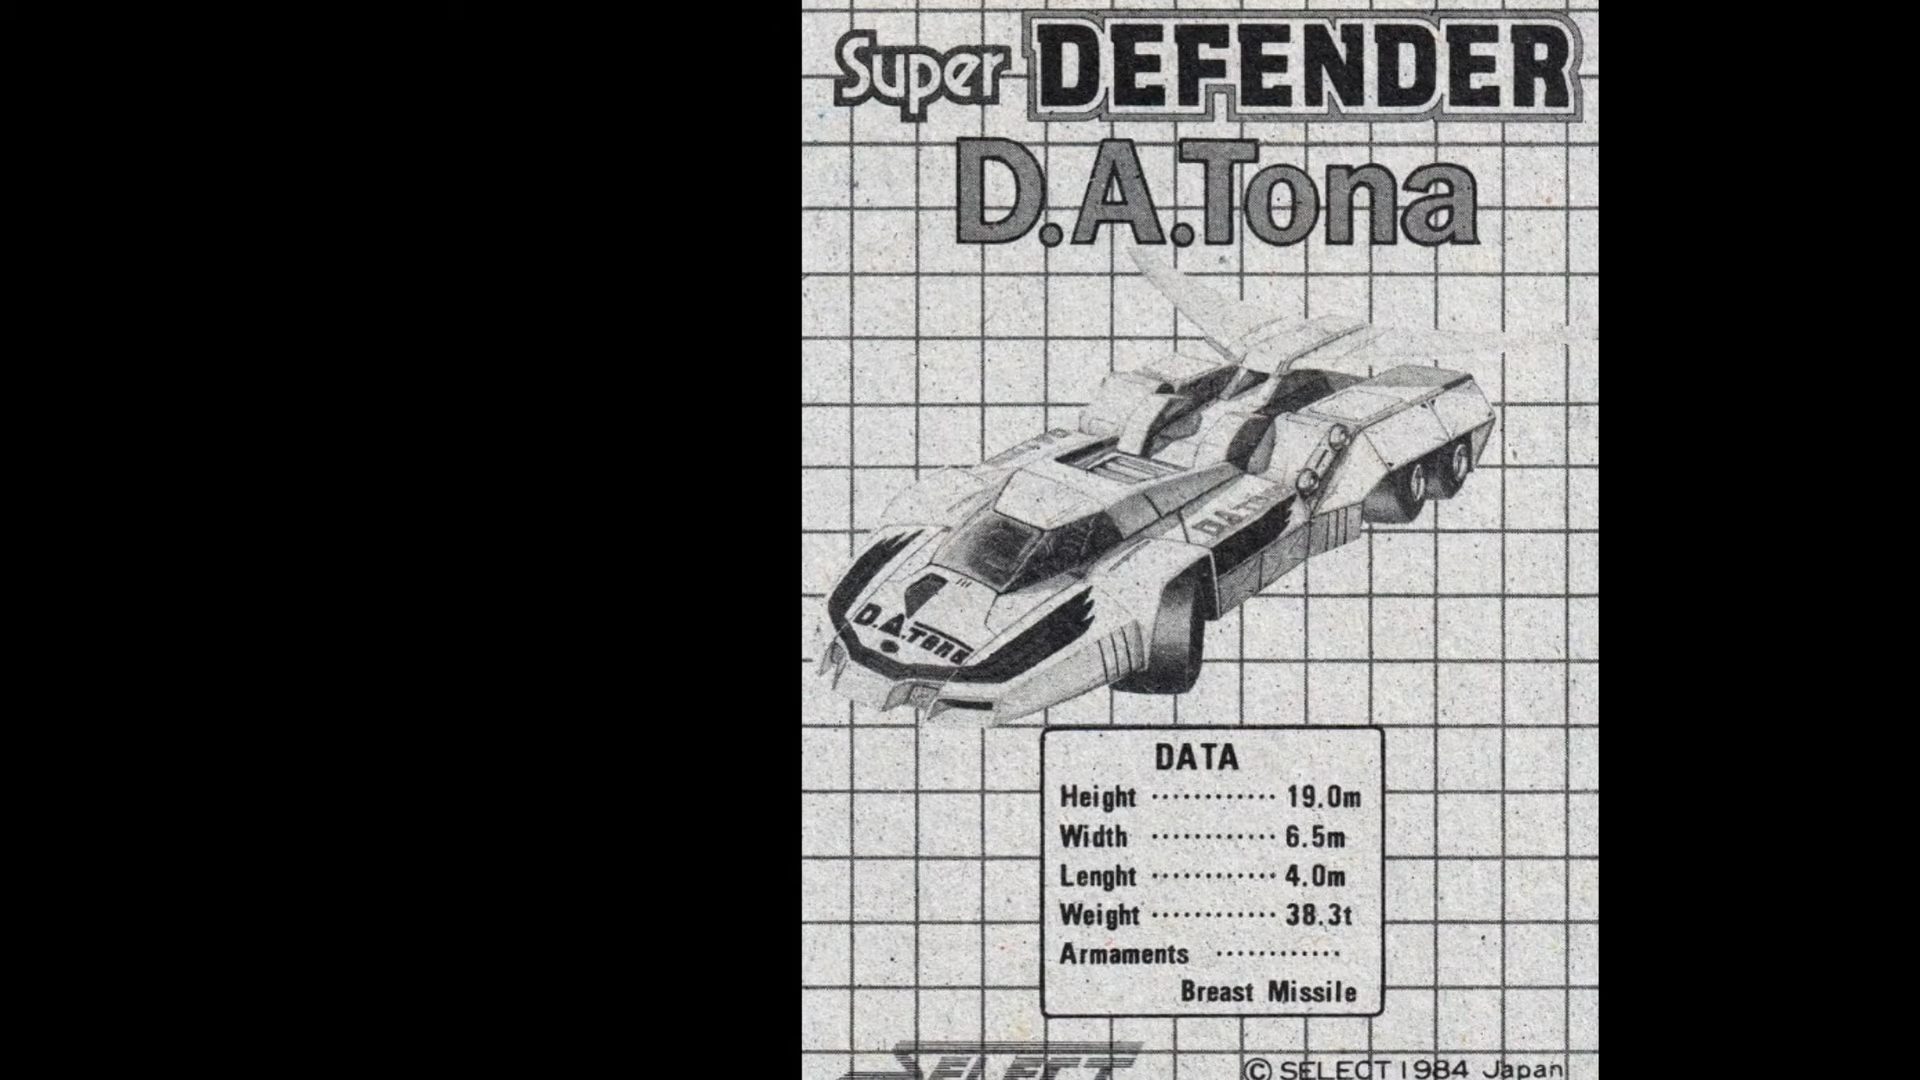 Super DEFENDER
D.A.Tona
D.A.TONA
DATA
Height ············ 19.0m
Width ············ 6.5m
Lenght ············ 4.0m
Weight ············ 38.3t
Armaments ············
Breast Missile
SELECT
© SELECT 1984 Japan